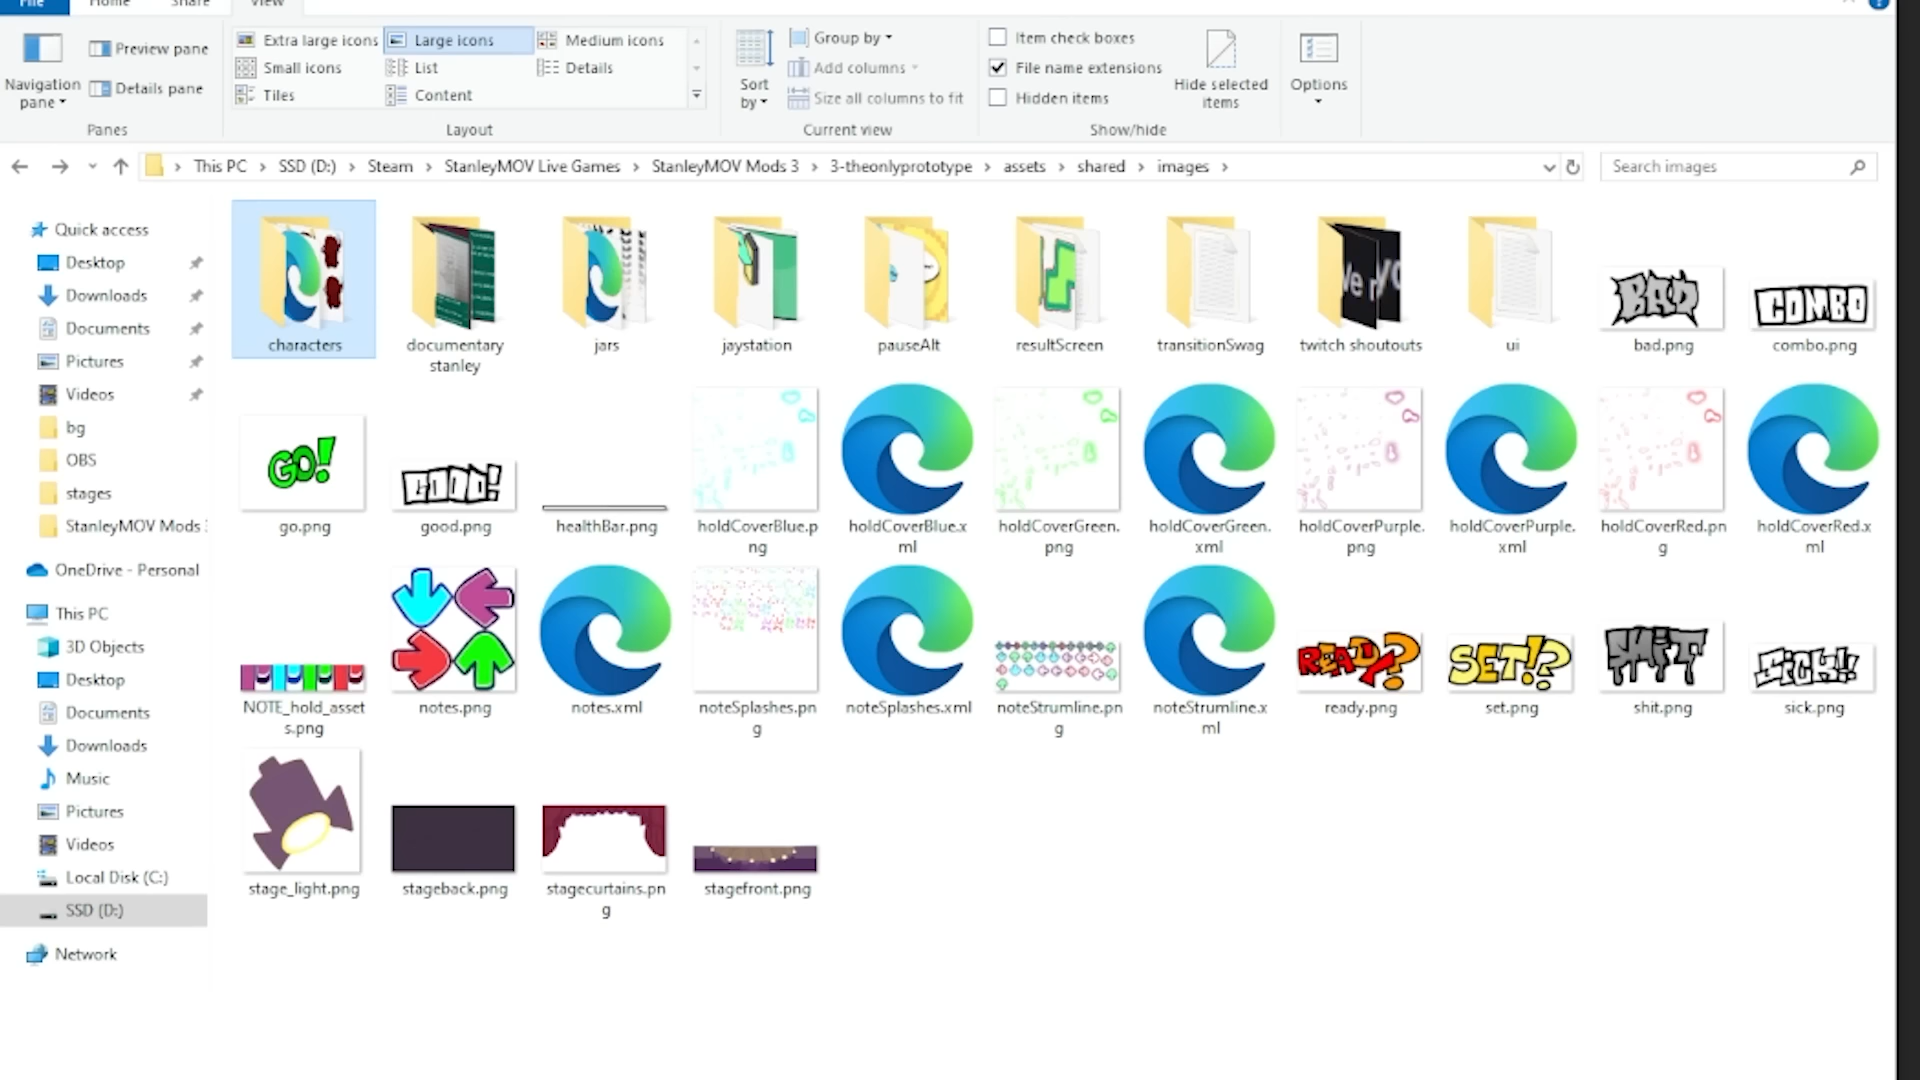 File Home Share View
Extra large icons Large icons Medium icons
Small icons List Details
Tiles Content
Navigation pane
Preview pane
Details pane
Panes
Layout
Sort by
Group by
Add columns
Size all columns to fit
Current view
Item check boxes
File name extensions
Hidden items
Hide selected items
Show/hide
Options
This PC > SSD (D:) > Steam > StanleyMOV Live Games > StanleyMOV Mods 3 > 3-theonlyprototype > assets > shared > images >
Search images
Quick access
Desktop
Downloads
Documents
Pictures
Videos
bg
OBS
stages
StanleyMOV Mods
OneDrive - Personal
This PC
3D Objects
Desktop
Documents
Downloads
Music
Pictures
Videos
Local Disk (C:)
SSD (D:)
Network
BAD
COMBO
characters
documentary stanley
jars
jaystation
pauseAlt
resultScreen
transitionSwag
twitch shoutouts
ui
bad.png
combo.png
GO!
GOOD!
go.png
good.png
healthBar.png
holdCoverBlue.png
holdCoverBlue.xml
holdCoverGreen.png
holdCoverGreen.xml
holdCoverPurple.png
holdCoverPurple.xml
holdCoverRed.png
holdCoverRed.xml
READY?
SET!?
SHIT
SICK!!
NOTE_hold_assets.png
notes.png
notes.xml
noteSplashes.png
noteSplashes.xml
noteStrumline.png
noteStrumline.xml
ready.png
set.png
shit.png
sick.png
stage_light.png
stageback.png
stagecurtains.png
stagefront.png